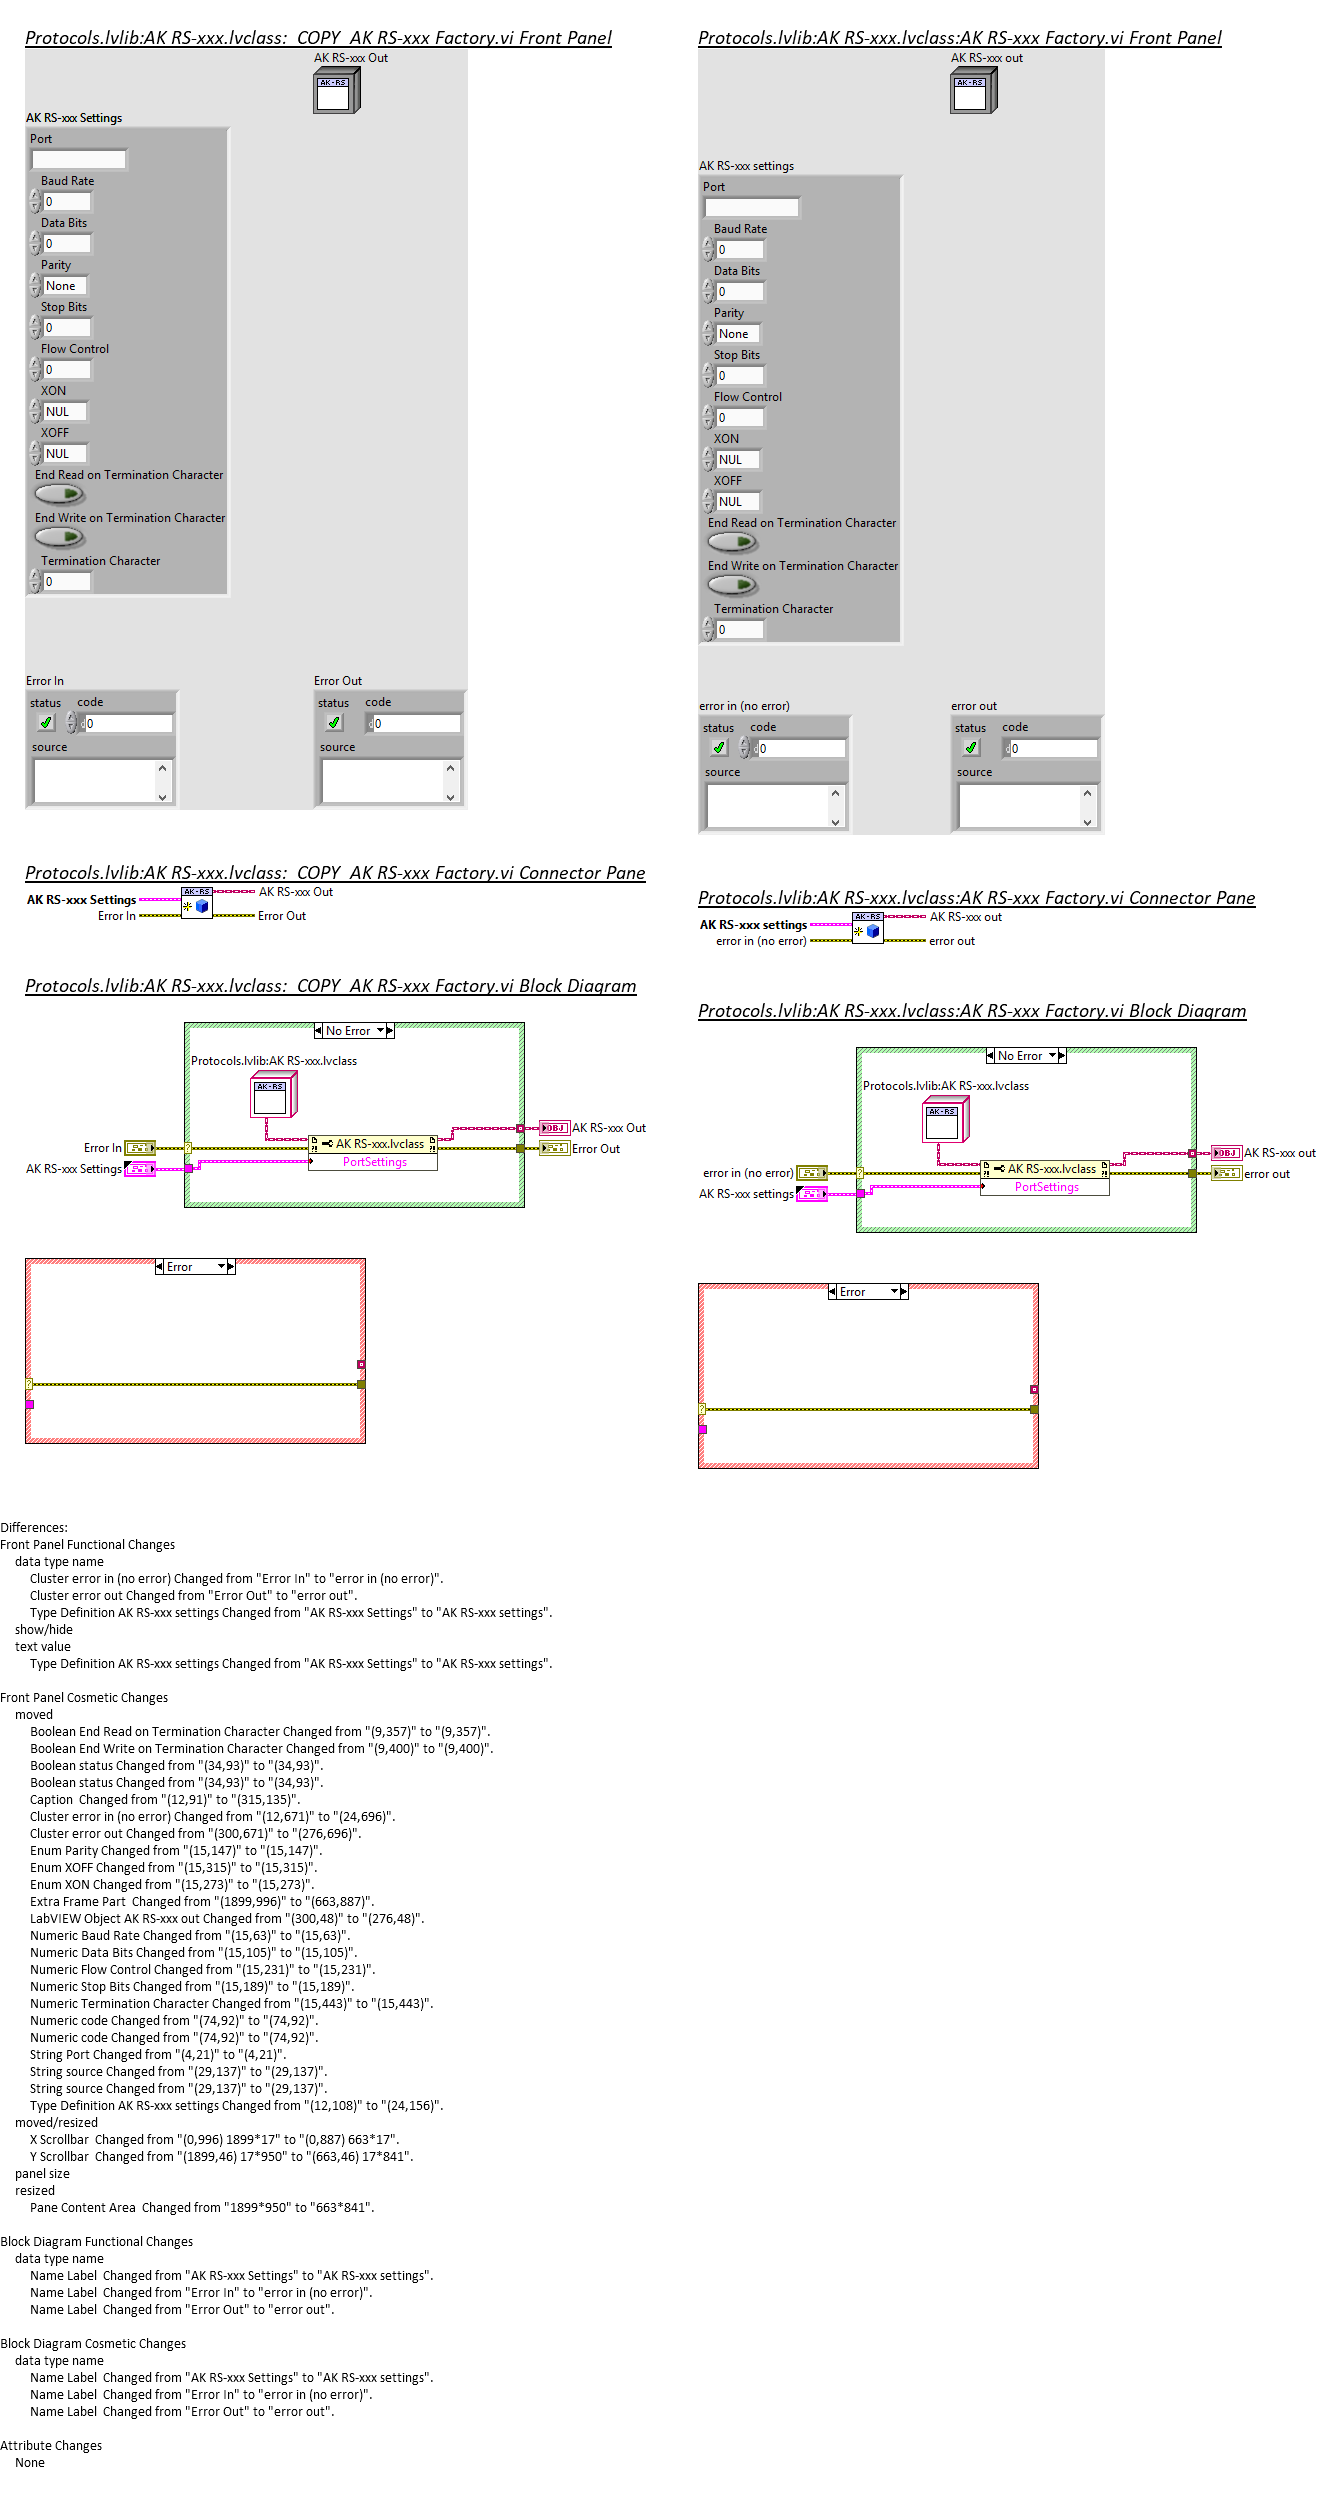 Protocols.lvlib:AK RS-xxx.lvclass:_COPY_AK RS-xxx Factory.vi Front Panel
AK RS-xxx Out
AK-RS
AK RS-xxx Settings
Port
Baud Rate
0
Data Bits
0
Parity
None
Stop Bits
0
Flow Control
0
XON
NUL
XOFF
NUL
End Read on Termination Character
End Write on Termination Character
Termination Character
0
Error In
status code
d0
source
Error Out
status code
d0
source
Protocols.lvlib:AK RS-xxx.lvclass:_COPY_AK RS-xxx Factory.vi Connector Pane
AK-RS
AK RS-xxx Out
AK RS-xxx Settings
Error In
Error Out
Protocols.lvlib:AK RS-xxx.lvclass:_COPY_AK RS-xxx Factory.vi Block Diagram
No Error
Protocols.lvlib:AK RS-xxx.lvclass
AK-RS
AK RS-xxx.lvclass
PortSettings
OBJ
AK RS-xxx Out
Error In
?
Error Out
AK RS-xxx Settings
Error
?
Protocols.lvlib:AK RS-xxx.lvclass:AK RS-xxx Factory.vi Front Panel
AK RS-xxx out
AK-RS
AK RS-xxx settings
Port
Baud Rate
0
Data Bits
0
Parity
None
Stop Bits
0
Flow Control
0
XON
NUL
XOFF
NUL
End Read on Termination Character
End Write on Termination Character
Termination Character
0
error in (no error)
status code
d0
source
error out
status code
d0
source
Protocols.lvlib:AK RS-xxx.lvclass:AK RS-xxx Factory.vi Connector Pane
AK-RS
AK RS-xxx out
AK RS-xxx settings
error in (no error)
error out
Protocols.lvlib:AK RS-xxx.lvclass:AK RS-xxx Factory.vi Block Diagram
No Error
Protocols.lvlib:AK RS-xxx.lvclass
AK-RS
AK RS-xxx.lvclass
PortSettings
OBJ
AK RS-xxx out
error in (no error)
?
error out
AK RS-xxx settings
Error
?
Differences:
Front Panel Functional Changes
data type name
Cluster error in (no error) Changed from "Error In" to "error in (no error)".
Cluster error out Changed from "Error Out" to "error out".
Type Definition AK RS-xxx settings Changed from "AK RS-xxx Settings" to "AK RS-xxx settings".
show/hide
text value
Type Definition AK RS-xxx settings Changed from "AK RS-xxx Settings" to "AK RS-xxx settings".
Front Panel Cosmetic Changes
moved
Boolean End Read on Termination Character Changed from "(9,357)" to "(9,357)".
Boolean End Write on Termination Character Changed from "(9,400)" to "(9,400)".
Boolean status Changed from "(34,93)" to "(34,93)".
Boolean status Changed from "(34,93)" to "(34,93)".
Caption  Changed from "(12,91)" to "(315,135)".
Cluster error in (no error) Changed from "(12,671)" to "(24,696)".
Cluster error out Changed from "(300,671)" to "(276,696)".
Enum Parity Changed from "(15,147)" to "(15,147)".
Enum XOFF Changed from "(15,315)" to "(15,315)".
Enum XON Changed from "(15,273)" to "(15,273)".
Extra Frame Part  Changed from "(1899,996)" to "(663,887)".
LabVIEW Object AK RS-xxx out Changed from "(300,48)" to "(276,48)".
Numeric Baud Rate Changed from "(15,63)" to "(15,63)".
Numeric Data Bits Changed from "(15,105)" to "(15,105)".
Numeric Flow Control Changed from "(15,231)" to "(15,231)".
Numeric Stop Bits Changed from "(15,189)" to "(15,189)".
Numeric Termination Character Changed from "(15,443)" to "(15,443)".
Numeric code Changed from "(74,92)" to "(74,92)".
Numeric code Changed from "(74,92)" to "(74,92)".
String Port Changed from "(4,21)" to "(4,21)".
String source Changed from "(29,137)" to "(29,137)".
String source Changed from "(29,137)" to "(29,137)".
Type Definition AK RS-xxx settings Changed from "(12,108)" to "(24,156)".
moved/resized
X Scrollbar  Changed from "(0,996) 1899*17" to "(0,887) 663*17".
Y Scrollbar  Changed from "(1899,46) 17*950" to "(663,46) 17*841".
panel size
resized
Pane Content Area  Changed from "1899*950" to "663*841".
Block Diagram Functional Changes
data type name
Name Label  Changed from "AK RS-xxx Settings" to "AK RS-xxx settings".
Name Label  Changed from "Error In" to "error in (no error)".
Name Label  Changed from "Error Out" to "error out".
Block Diagram Cosmetic Changes
data type name
Name Label  Changed from "AK RS-xxx Settings" to "AK RS-xxx settings".
Name Label  Changed from "Error In" to "error in (no error)".
Name Label  Changed from "Error Out" to "error out".
Attribute Changes
None